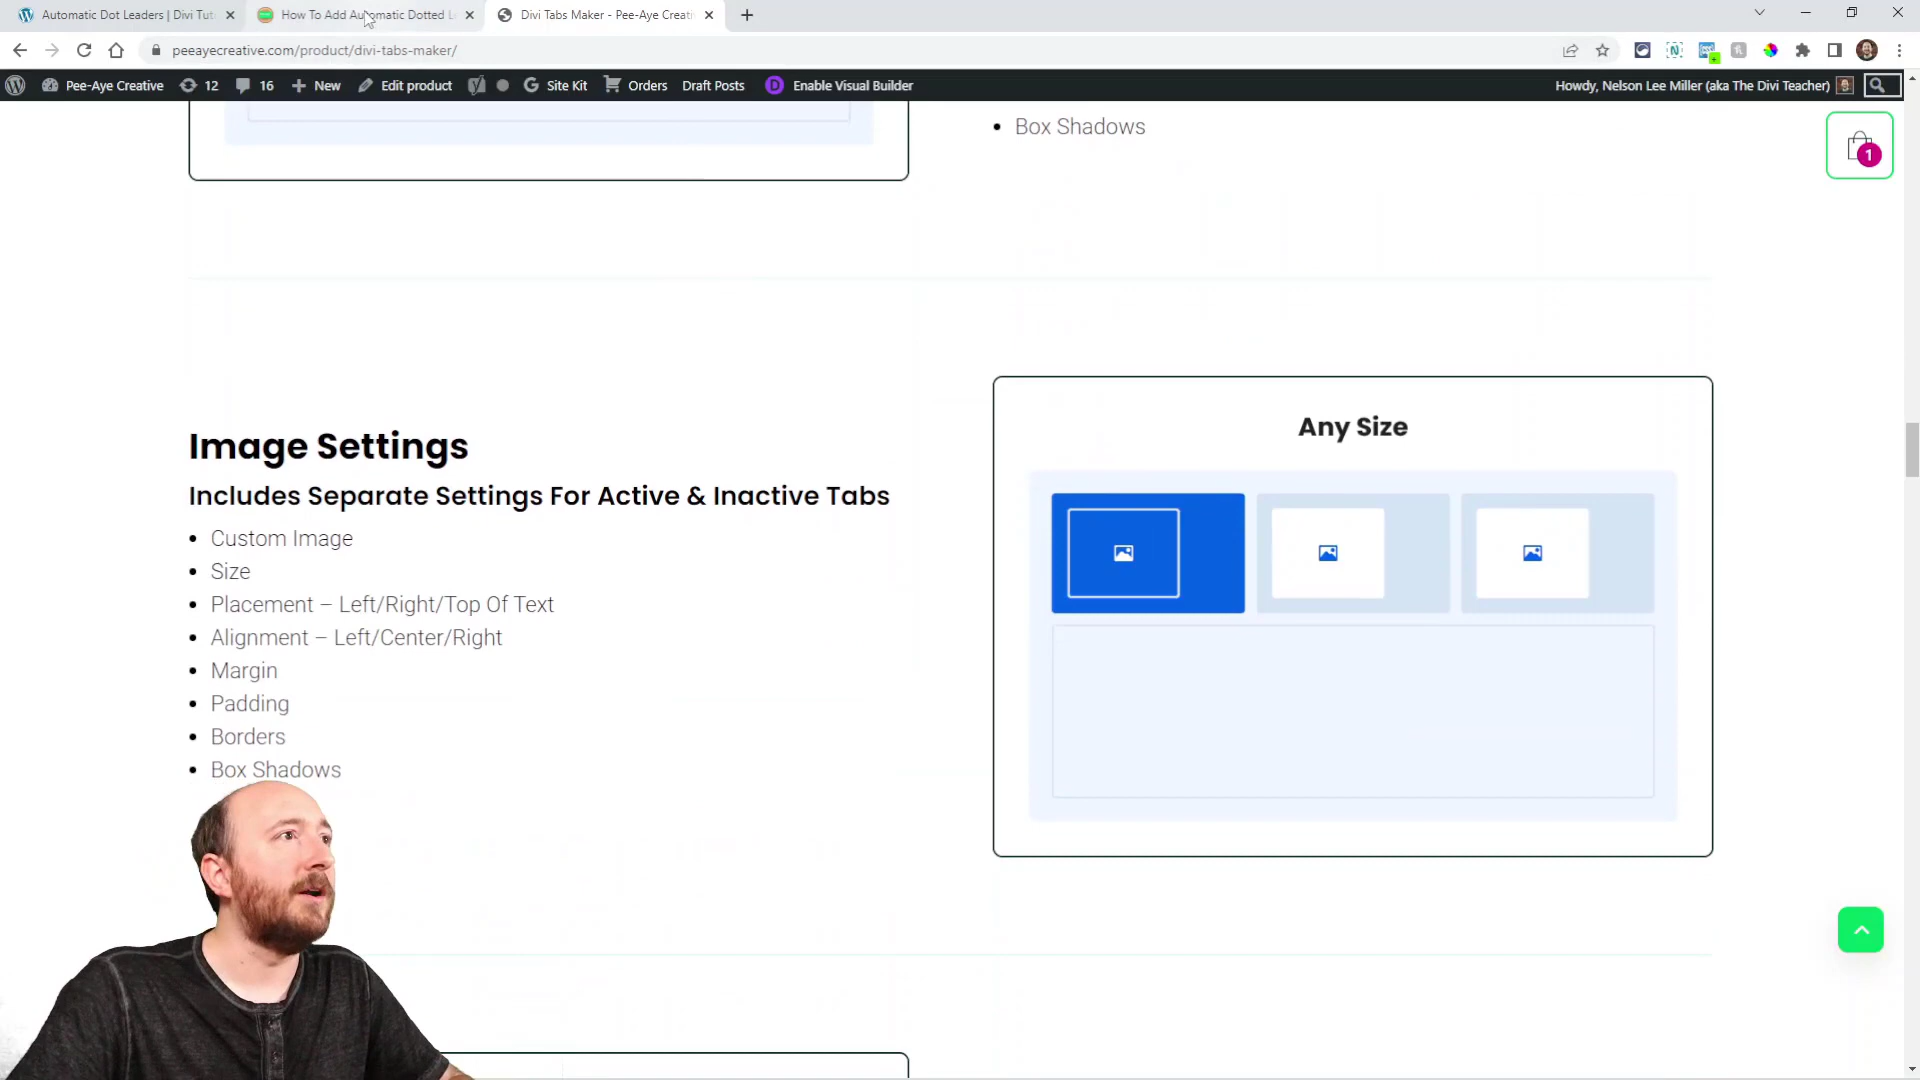 Automatic Dot Leaders | Divi Tut
How To Add Automatic Dotted L
Divi Tabs Maker - Pee-Aye Creati
peeayecreative.com/product/divi-tabs-maker/
Pee-Aye Creative
12
16
New
Edit product
Site Kit
Orders
Draft Posts
Enable Visual Builder
Howdy, Nelson Lee Miller (aka The Divi Teacher)
• Box Shadows
1
Image Settings
Includes Separate Settings For Active & Inactive Tabs
• Custom Image
• Size
• Placement – Left/Right/Top Of Text
• Alignment – Left/Center/Right
• Margin
• Padding
• Borders
• Box Shadows
Any Size